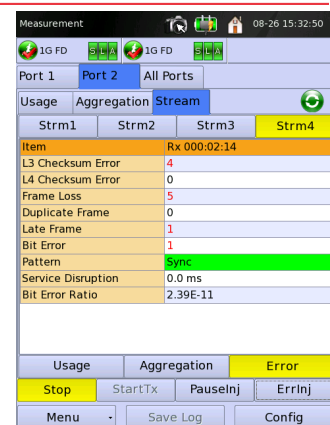 Measurement 08-26 15:32:50
1G FD S L A 1G FD S L A
Port 1 Port 2 All Ports
Usage Aggregation Stream
Strm1 Strm2 Strm3 Strm4
Item Rx 000:02:14
L3 Checksum Error 4
L4 Checksum Error 0
Frame Loss 5
Duplicate Frame 0
Late Frame 1
Bit Error 1
Pattern Sync
Service Disruption 0.0 ms
Bit Error Ratio 2.39E-11
Usage Aggregation Error
Stop StartTx PauseInj ErrInj
Menu Save Log Config